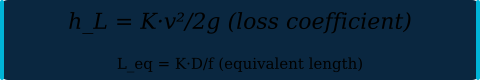 h_L = K·v²/2g (loss coefficient)
L_eq = K·D/f (equivalent length)